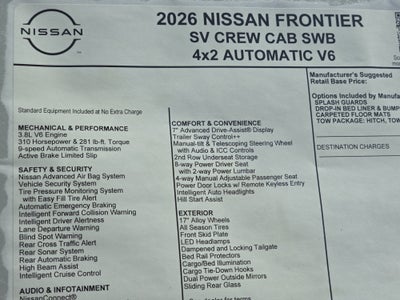 NISSAN
2026 NISSAN FRONTIER
SV CREW CAB SWB
4x2 AUTOMATIC V6
Standard Equipment Included at No Extra Charge
MECHANICAL & PERFORMANCE
3.8L V6 Engine
310 Horsepower & 281 lb-ft. Torque
9-speed Automatic Transmission
Active Brake Limited Slip
SAFETY & SECURITY
Nissan Advanced Air Bag System
Vehicle Security System
Tire Pressure Monitoring System
with Easy Fill Tire Alert
Automatic Emergency Braking
Intelligent Forward Collision Warning
Intelligent Driver Alertness
Lane Departure Warning
Blind Spot Warning
Rear Cross Traffic Alert
Rear Sonar System
Rear Automatic Braking
High Beam Assist
Intelligent Cruise Control
AUDIO & INFOTAINMENT
NissanConnect®
COMFORT & CONVENIENCE
7" Advanced Drive-Assist® Display
Trailer Sway Control++
Manual-tilt & Telescoping Steering Wheel
with Audio & ICC Controls
2nd Row Underseat Storage
8-way Power Driver Seat
with 2-way Power Lumbar
4-way Manual Adjustable Passenger Seat
Power Door Locks w/ Remote Keyless Entry
Intelligent Auto Headlights
Hill Start Assist
EXTERIOR
17" Alloy Wheels
All Season Tires
Front Skid Plate
LED Headlamps
Dampened and Locking Tailgate
Bed Rail Protectors
Cargo/Bed Illumination
Cargo Tie-Down Hooks
Dual Power Outside Mirrors
Sliding Rear Glass
dealer for terms
Manufacturer's Suggested
Retail Base Price:
Options Included by Manufac
SPLASH GUARDS
DROP-IN BED LINER & BUMP
CARPETED FLOOR MATS
TOW PACKAGE: HITCH, TOW
DESTINATION CHARGES